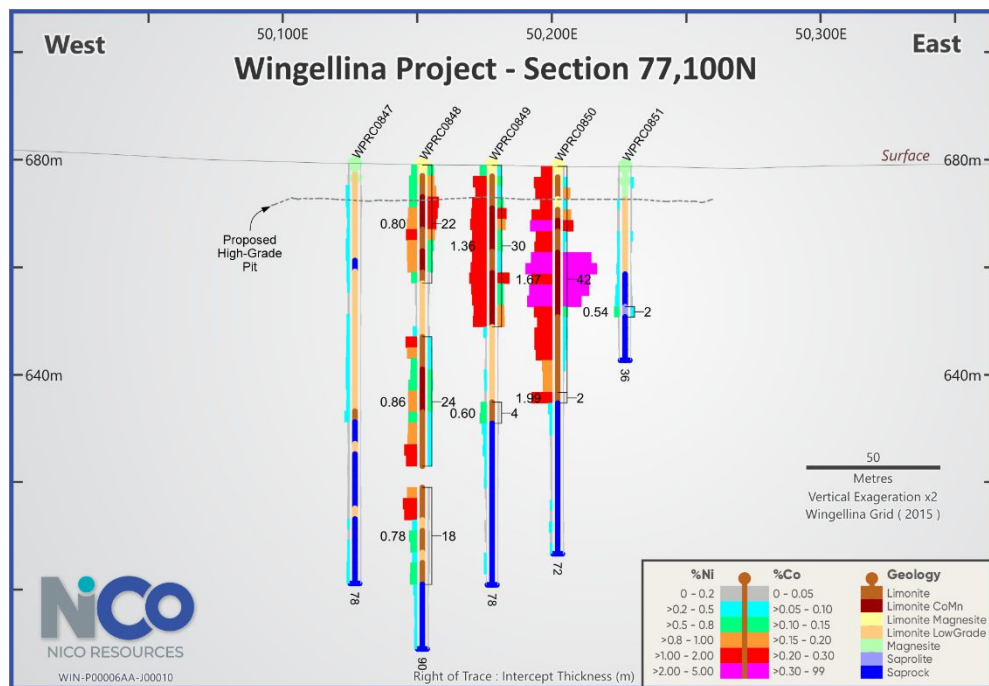 West
50,100E
50,200E
50,300E
East
Wingellina Project - Section 77,100N
WPRC0847
WPRC0848
WPRC0849
WPRC0850
WPRC0851
680m
Surface
680m
Proposed
High-Grade
Pit
0.80
22
1.36
30
1.67
42
0.54
2
36
640m
640m
0.86
24
0.60
4
1.99
2
0.78
18
78
90
78
72
50
Metres
Vertical Exageration x2
Wingellina Grid ( 2015 )
NiCO
NICO RESOURCES
WIN-P00006AA-J00010
Right of Trace : Intercept Thickness (m)
%Ni %Co Geology
0 - 0.2 0 - 0.05 Limonite
>0.2 - 0.5 >0.05 - 0.10 Limonite CoMn
>0.5 - 0.8 >0.10 - 0.15 Limonite Magnesite
>0.8 - 1.00 >0.15 - 0.20 Limonite LowGrade
>1.00 - 2.00 >0.20 - 0.30 Magnesite
>2.00 - 5.00 >0.30 - 99 Saprolite
Saprock